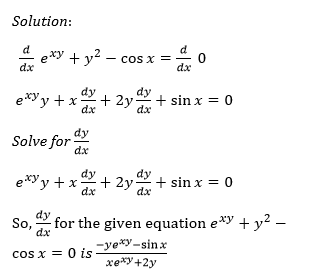 Solution:
d/dx e^xy + y² − cos x = d/dx 0
e^xy y + x dy/dx + 2y dy/dx + sin x = 0
Solve for dy/dx
e^xy y + x dy/dx + 2y dy/dx + sin x = 0
So, dy/dx for the given equation e^xy + y² −
cos x = 0 is (−ye^xy−sin x)/(xe^xy+2y)